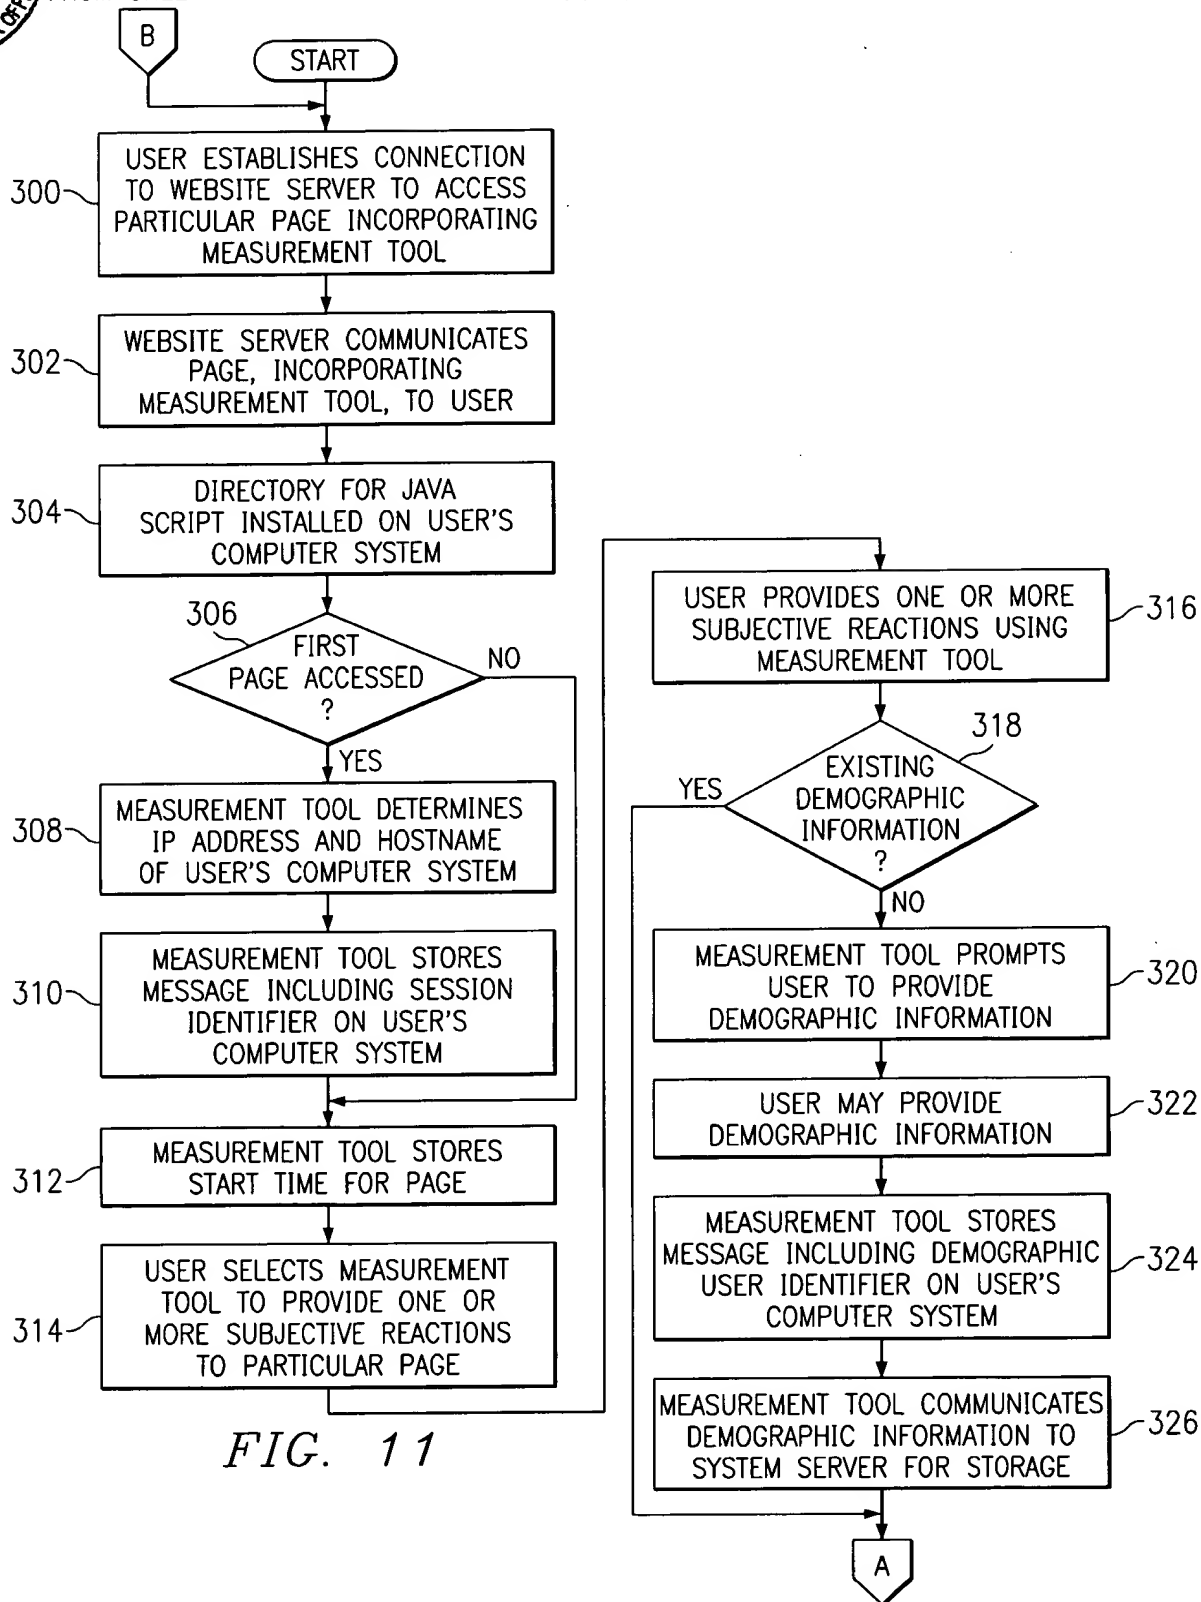 B
START
USER ESTABLISHES CONNECTION
TO WEBSITE SERVER TO ACCESS
PARTICULAR PAGE INCORPORATING
MEASUREMENT TOOL
300
WEBSITE SERVER COMMUNICATES
PAGE, INCORPORATING
MEASUREMENT TOOL, TO USER
302
DIRECTORY FOR JAVA
SCRIPT INSTALLED ON USER'S
COMPUTER SYSTEM
304
306
FIRST
PAGE ACCESSED
?
NO
YES
MEASUREMENT TOOL DETERMINES
IP ADDRESS AND HOSTNAME
OF USER'S COMPUTER SYSTEM
308
MEASUREMENT TOOL STORES
MESSAGE INCLUDING SESSION
IDENTIFIER ON USER'S
COMPUTER SYSTEM
310
MEASUREMENT TOOL STORES
START TIME FOR PAGE
312
USER SELECTS MEASUREMENT
TOOL TO PROVIDE ONE OR
MORE SUBJECTIVE REACTIONS
TO PARTICULAR PAGE
314
FIG. 11
USER PROVIDES ONE OR MORE
SUBJECTIVE REACTIONS USING
MEASUREMENT TOOL
316
318
EXISTING
DEMOGRAPHIC
INFORMATION
?
YES
NO
MEASUREMENT TOOL PROMPTS
USER TO PROVIDE
DEMOGRAPHIC INFORMATION
320
USER MAY PROVIDE
DEMOGRAPHIC INFORMATION
322
MEASUREMENT TOOL STORES
MESSAGE INCLUDING DEMOGRAPHIC
USER IDENTIFIER ON USER'S
COMPUTER SYSTEM
324
MEASUREMENT TOOL COMMUNICATES
DEMOGRAPHIC INFORMATION TO
SYSTEM SERVER FOR STORAGE
326
A